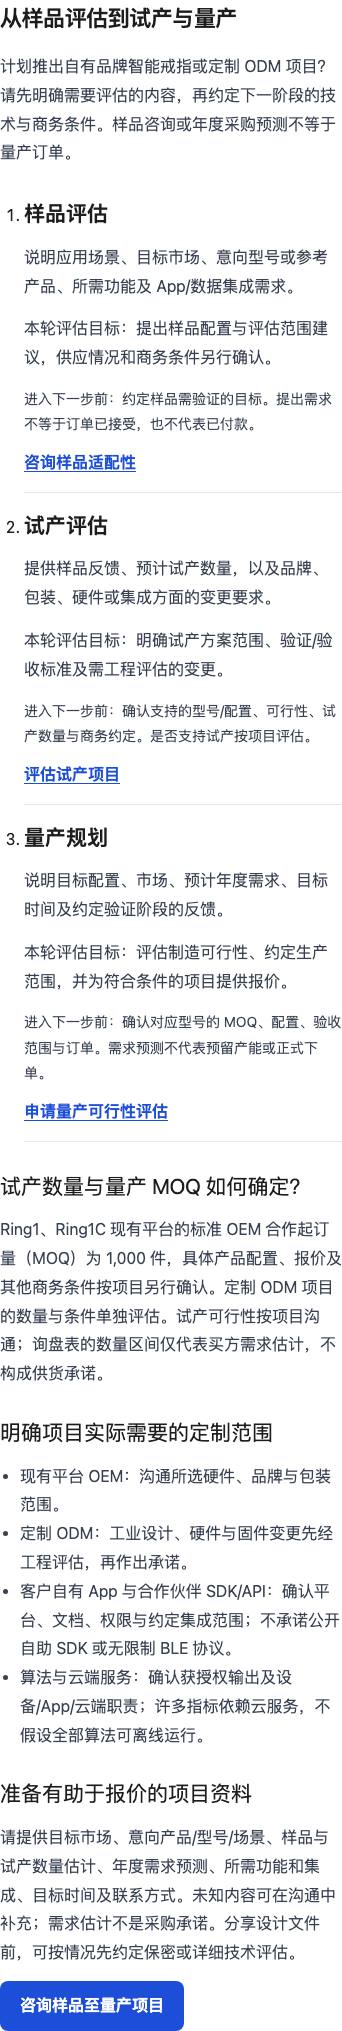 从样品评估到试产与量产
计划推出自有品牌智能戒指或定制 ODM 项目？
请先明确需要评估的内容，再约定下一阶段的技
术与商务条件。样品咨询或年度采购预测不等于
量产订单。
1. 样品评估
说明应用场景、目标市场、意向型号或参考
产品、所需功能及 App/数据集成需求。
本轮评估目标：提出样品配置与评估范围建
议，供应情况和商务条件另行确认。
进入下一步前：约定样品需验证的目标。提出需求
不等于订单已接受，也不代表已付款。
咨询样品适配性
2. 试产评估
提供样品反馈、预计试产数量，以及品牌、
包装、硬件或集成方面的变更要求。
本轮评估目标：明确试产方案范围、验证/验
收标准及需工程评估的变更。
进入下一步前：确认支持的型号/配置、可行性、试
产数量与商务约定。是否支持试产按项目评估。
评估试产项目
3. 量产规划
说明目标配置、市场、预计年度需求、目标
时间及约定验证阶段的反馈。
本轮评估目标：评估制造可行性、约定生产
范围，并为符合条件的项目提供报价。
进入下一步前：确认对应型号的 MOQ、配置、验收
范围与订单。需求预测不代表预留产能或正式下
单。
申请量产可行性评估
试产数量与量产 MOQ 如何确定？
Ring1、Ring1C 现有平台的标准 OEM 合作起订
量（MOQ）为 1,000 件，具体产品配置、报价及
其他商务条件按项目另行确认。定制 ODM 项目
的数量与条件单独评估。试产可行性按项目沟
通；询盘表的数量区间仅代表买方需求估计，不
构成供货承诺。
明确项目实际需要的定制范围
• 现有平台 OEM：沟通所选硬件、品牌与包装
范围。
• 定制 ODM：工业设计、硬件与固件变更先经
工程评估，再作出承诺。
• 客户自有 App 与合作伙伴 SDK/API：确认平
台、文档、权限与约定集成范围；不承诺公开
自助 SDK 或无限制 BLE 协议。
• 算法与云端服务：确认获授权输出及设
备/App/云端职责；许多指标依赖云服务，不
假设全部算法可离线运行。
准备有助于报价的项目资料
请提供目标市场、意向产品/型号/场景、样品与
试产数量估计、年度需求预测、所需功能和集
成、目标时间及联系方式。未知内容可在沟通中
补充；需求估计不是采购承诺。分享设计文件
前，可按情况先约定保密或详细技术评估。
咨询样品至量产项目